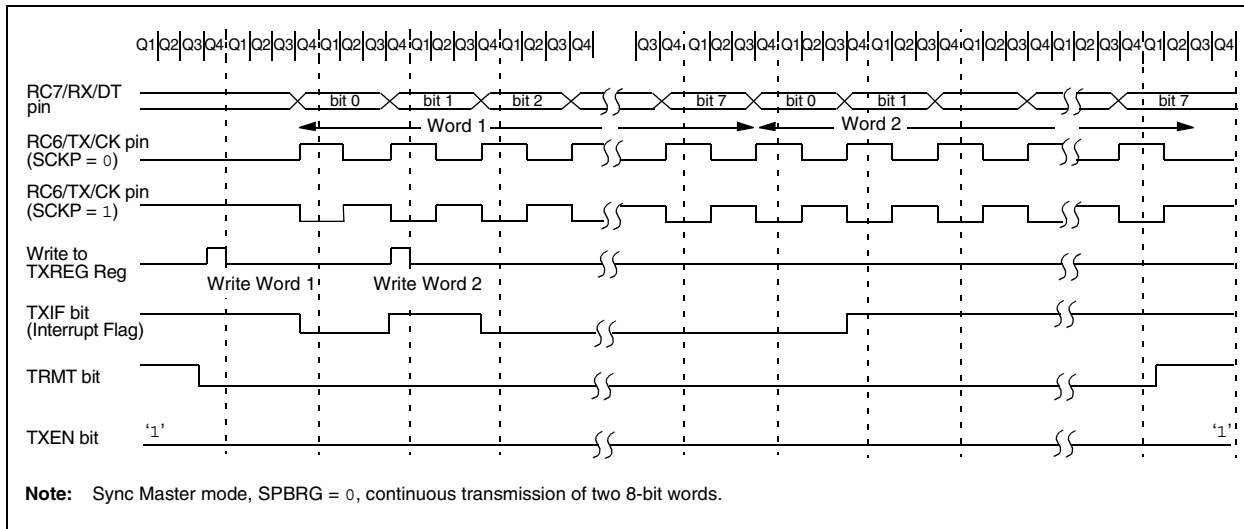 Q1 Q2 Q3 Q4 Q1 Q2 Q3 Q4 Q1 Q2 Q3 Q4 Q1 Q2 Q3 Q4 Q1 Q2 Q3 Q4 Q3 Q4 Q1 Q2 Q3 Q4 Q1 Q2 Q3 Q4 Q1 Q2 Q3 Q4 Q1 Q2 Q3 Q4 Q1 Q2 Q3 Q4 Q1 Q2 Q3 Q4
RC7/RX/DT
pin
bit 0 bit 1 bit 2 bit 7 bit 0 bit 1 bit 7
Word 1 Word 2
RC6/TX/CK pin
(SCKP = 0)
RC6/TX/CK pin
(SCKP = 1)
Write to
TXREG Reg
Write Word 1 Write Word 2
TXIF bit
(Interrupt Flag)
TRMT bit
TXEN bit
‘1’ ‘1’
Note: Sync Master mode, SPBRG = 0, continuous transmission of two 8-bit words.